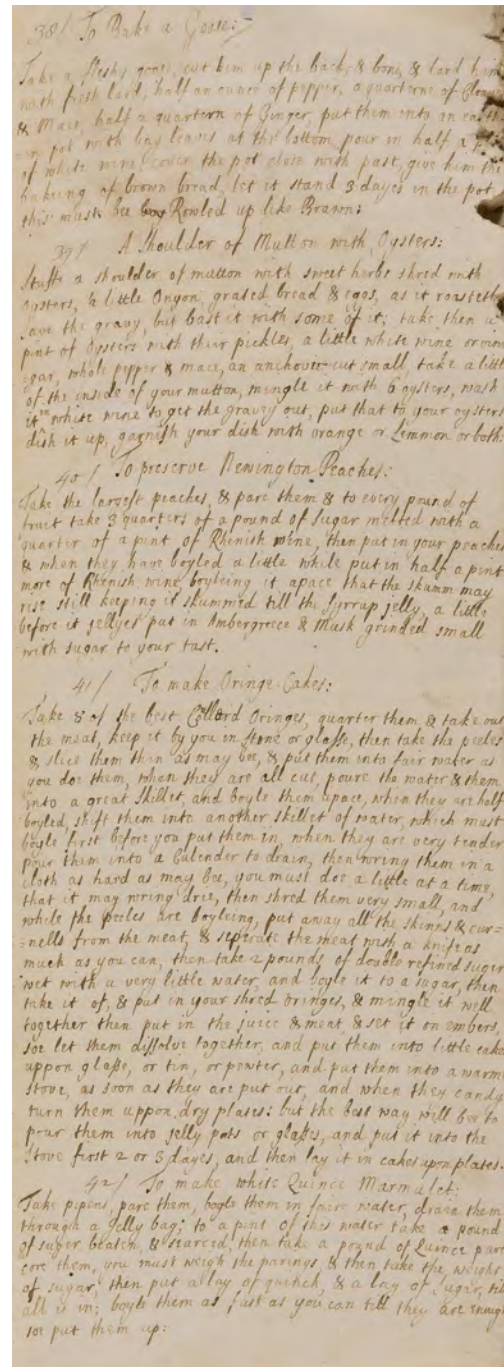 38/ To Bake a Goose:
Take a fleshy goose, cut him up the back, & bone, & lard him
with fresh lard, half an ounce of pepper, a quarterne of Clov
& Mace, half a quartern of Ginger, put them into an earth
en pot with bay leaves at the bottom pour in half a p
of white wine cover the pot close with past, give him the
bakeing of brown bread, let it stand 3 dayes in the pot
this must bee Rowled up like Brawn:
39/ A Shoulder of Mutton with Oysters:
Stuffe a shoulder of mutton with sweet herbs shred with
oysters, a little Onyon, grated bread & eggs, as it roasteth
save the gravy, but bast it with some of it; take then a
pint of Oysters with their pickles, a little white wine or vin
egar, whole pepper & mace, an anchovie cut small, take a littl
of the inside of your mutton, mingle it with 6 oysters, wash
it in white wine to get the gravey out, put that to your oysters
dish it up, garnish your dish with orange or Lemmon or both:
40/ To preserve Newington Peaches:
Take the largest peaches, & pare them & to every pound of
fruit take 3 quarters of a pound of sugar melted with a
quarter of a pint of Rhenish wine, then put in your peaches
& when they have boyled a little while put in half a pint
more of Rhenish wine, boyleing it apace that the skumm may
rise still keeping it skummed till the Syrrap jelly, a little
before it jellyes put in Ambergreece & Musk grinded small
with sugar to your tast.
41/ To make Oringe Cakes:
Take 8 of the best Collerd Oringes, quarter them & take out
the meat, keep it by you in stone or glasse, then take the peeles
& slice them thin as may bee, & put them into fair water as
you doe them, when they are all cut, poure the water & them
into a great skillet, and boyle them apace, when they are half
boyled, shift them into another skillet of water, which must
boyle first before you put them in, when they are very tender
pour them into a Culender to drain, then wring them in a
cloth as hard as may bee, you must doe a little at a time,
that it may wring drie, then shred them very small, and
while the peeles are boyleing, put away all the skinns & cur=
=nells from the meat, & seperate the meat with a knife as
much as you can, then take 2 pounds of double refined suger
wet with a very little water, and boyle it to a sugar, then
take it of, & put in your shred oringes, & mingle it well
together then put in the juice & meat, & set it on embers,
soe let them dissolve together, and put them into little cake
uppon glasse, or tin, or pewter, and put them into a warm
stove, as soon as they are put out, and when they candy
turn them uppon dry plates: but the best way will bee to
pour them into jelly pots or glasses, and put it into the
stove first 2 or 3 dayes, and then lay it in cakes upon plates.
42/ To make white Quince Marmalet:
Take pipens, pare them, boyle them in faire water, draen them
through a Jelly bag; to a pint of this water take a pound
of suger beaten, & searced, then take a pound of Quince pare
core them, you must weigh the parings, & then take the weight
of sugar, then put a lay of quinch, & a lay of suger, till
all is in; boyle them as fast as you can till they are enough
soe put them up: